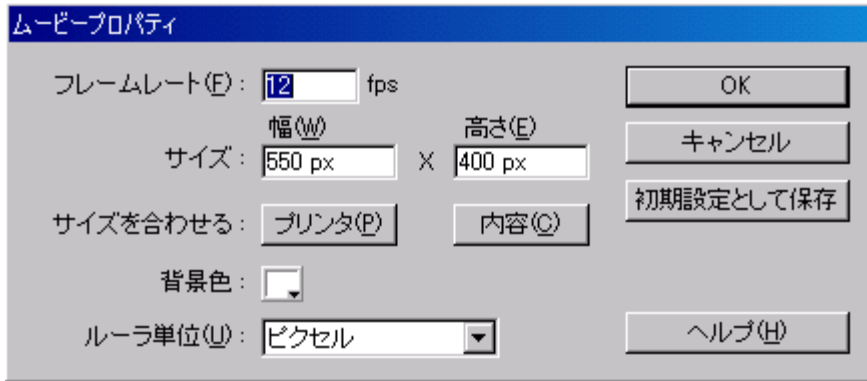 ムービープロパティ
フレームレート(F): 12 fps
OK
幅(W) 高さ(E)
サイズ: 550 px X 400 px
キャンセル
初期設定として保存
サイズを合わせる: プリンタ(P) 内容(C)
背景色:
ルーラ単位(U): ピクセル
ヘルプ(H)